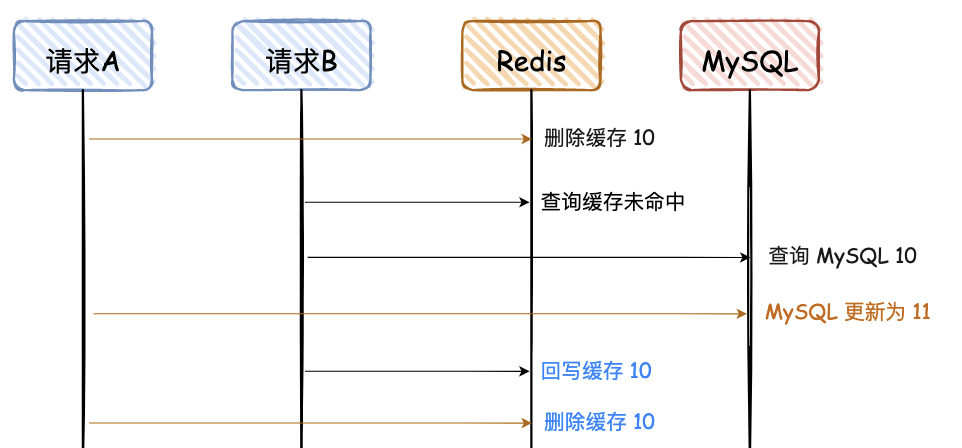 请求A
请求B
Redis
MySQL
删除缓存 10
查询缓存未命中
查询 MySQL 10
MySQL 更新为 11
回写缓存 10
删除缓存 10